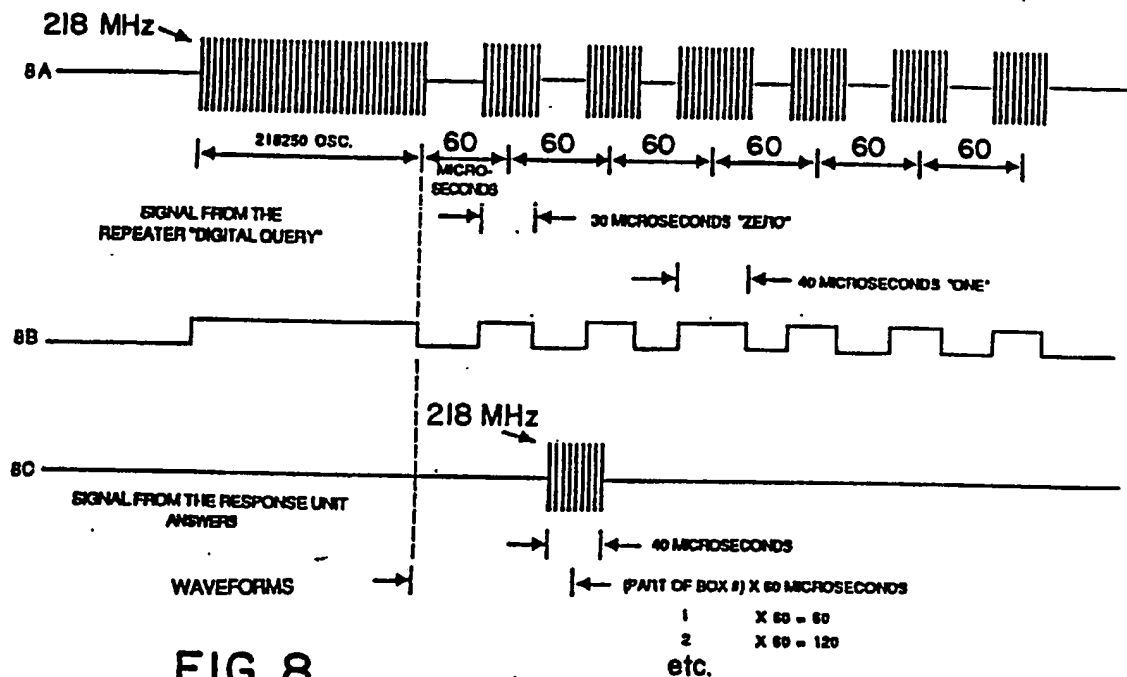 218 MHz
8A
218250 OSC.
60 60 60 60 60 60
MICRO-
SECONDS
SIGNAL FROM THE
REPEATER "DIGITAL QUERY"
30 MICROSECONDS "ZERO"
40 MICROSECONDS "ONE"
8B
218 MHz
8C
SIGNAL FROM THE RESPONSE UNIT
ANSWERS
40 MICROSECONDS
WAVEFORMS
(PART OF BOX #) X 60 MICROSECONDS
1 X 60 = 60
2 X 60 = 120
etc.
FIG. 8